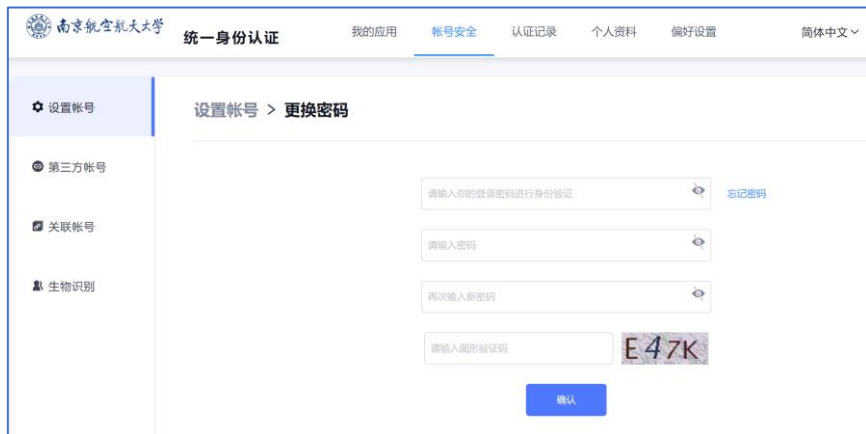 南京航空航天大学 统一身份认证 我的应用 帐号安全 认证记录 个人资料 偏好设置 简体中文
设置帐号
设置帐号 > 更换密码
第三方帐号
请输入你的登录密码进行身份验证 忘记密码
关联帐号
请输入密码
生物识别
再次输入新密码
请输入图形验证码 E47K
确认